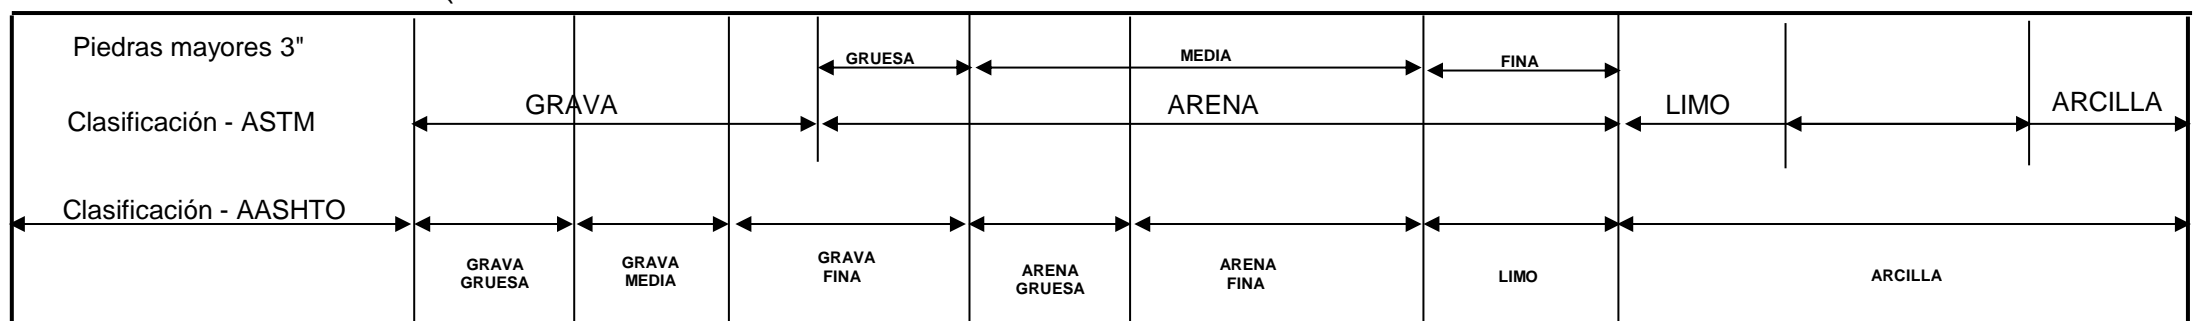 Piedras mayores 3"
GRUESA
MEDIA
FINA
Clasificación - ASTM
GRAVA
ARENA
LIMO
ARCILLA
Clasificación - AASHTO
GRAVA
GRUESA
GRAVA
MEDIA
GRAVA
FINA
ARENA
GRUESA
ARENA
FINA
LIMO
ARCILLA